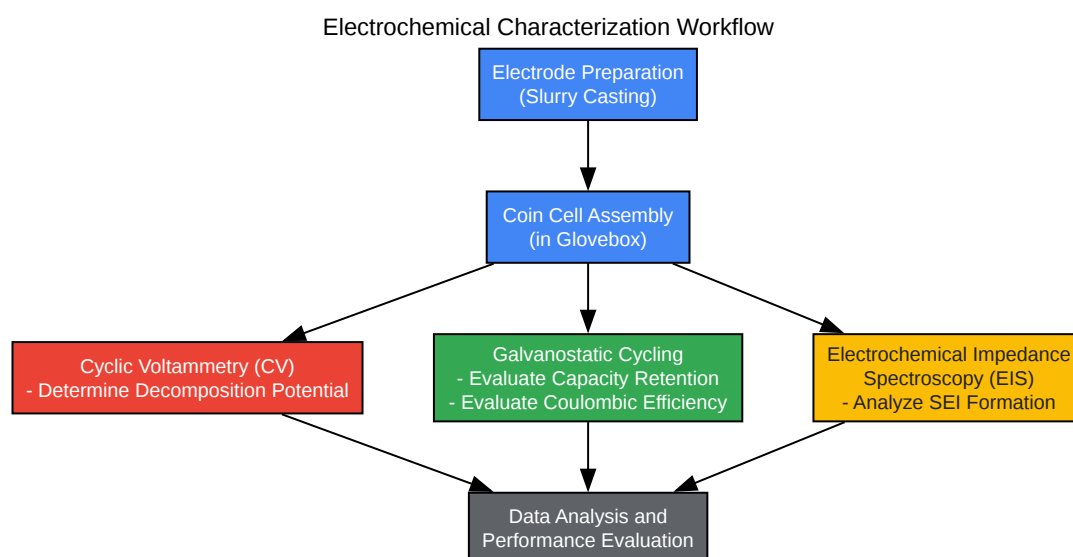 Electrochemical Characterization Workflow
Electrode Preparation
(Slurry Casting)
Coin Cell Assembly
(in Glovebox)
Cyclic Voltammetry (CV)
- Determine Decomposition Potential
Galvanostatic Cycling
- Evaluate Capacity Retention
- Evaluate Coulombic Efficiency
Electrochemical Impedance
Spectroscopy (EIS)
- Analyze SEI Formation
Data Analysis and
Performance Evaluation